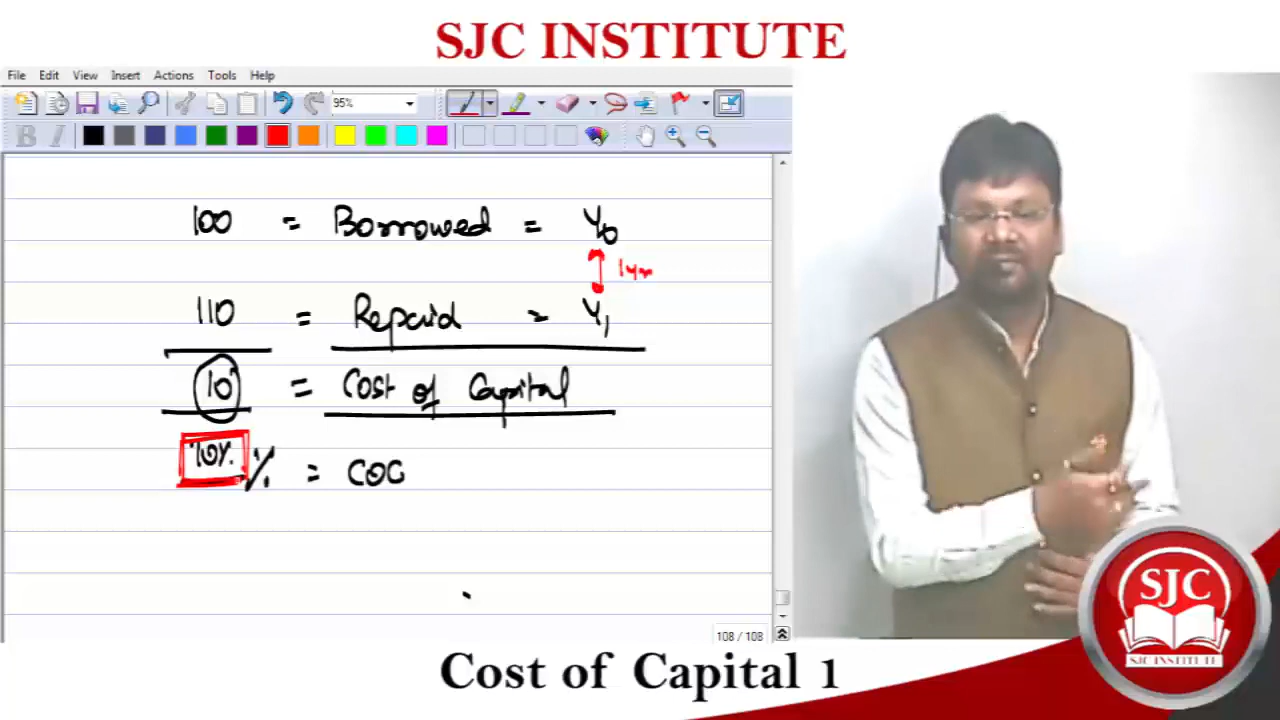 SJC INSTITUTE
File Edit View Insert Actions Tools Help
95%
B I
100 = Borrowed = Y0
1yr
110 = Repaid = Y1
10 = Cost of Capital
10% % = COC
108 / 108
SJC
SJC INSTITUTE
Cost of Capital 1